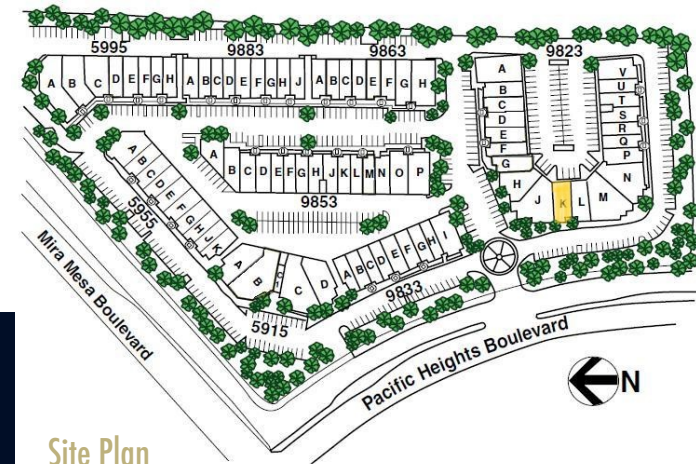 5995 9883 9863 9823
A B C D E F G H A B C D E F G H J A B C D E F G H
A B C D E F G H J K L M N O P
9853
A B C D E F G H J K
5955
A B C D
5915
A B C D E F G H I
9833
A B C D E F G H J K L M N P Q R S T U V
Mira Mesa Boulevard
Pacific Heights Boulevard
N
Site Plan